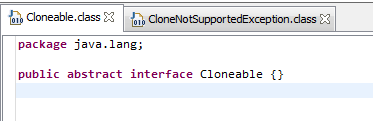 Cloneable.class CloneNotSupportedException.class
package java.lang;
public abstract interface Cloneable {}